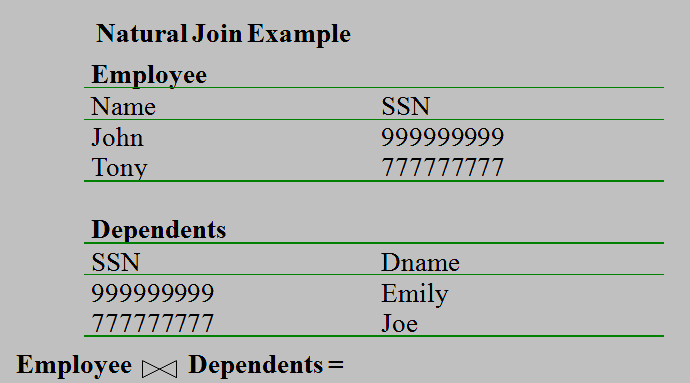 Natural Join Example
Employee
Name SSN
John 999999999
Tony 777777777
Dependents
SSN Dname
999999999 Emily
777777777 Joe
Employee ⋈ Dependents =